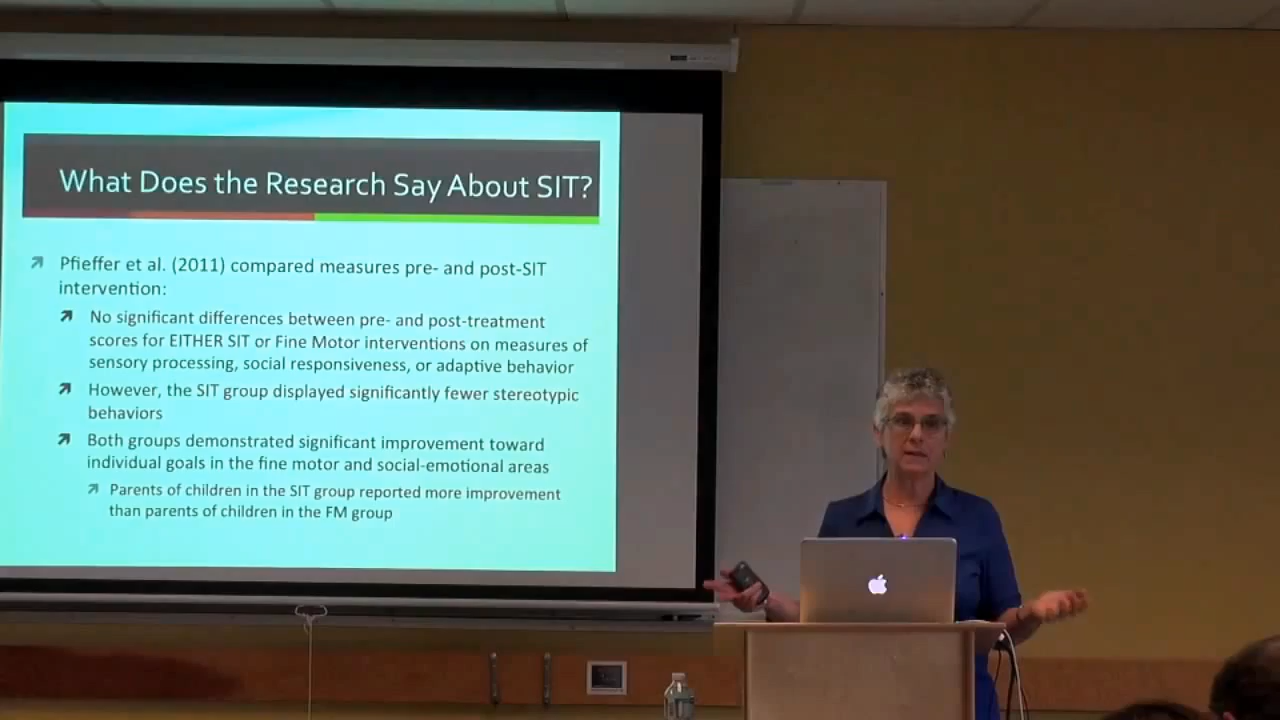 What Does the Research Say About SIT?
Pfieffer et al. (2011) compared measures pre- and post-SIT
intervention:
No significant differences between pre- and post-treatment
scores for EITHER SIT or Fine Motor interventions on measures of
sensory processing, social responsiveness, or adaptive behavior
However, the SIT group displayed significantly fewer stereotypic
behaviors
Both groups demonstrated significant improvement toward
individual goals in the fine motor and social-emotional areas
Parents of children in the SIT group reported more improvement
than parents of children in the FM group